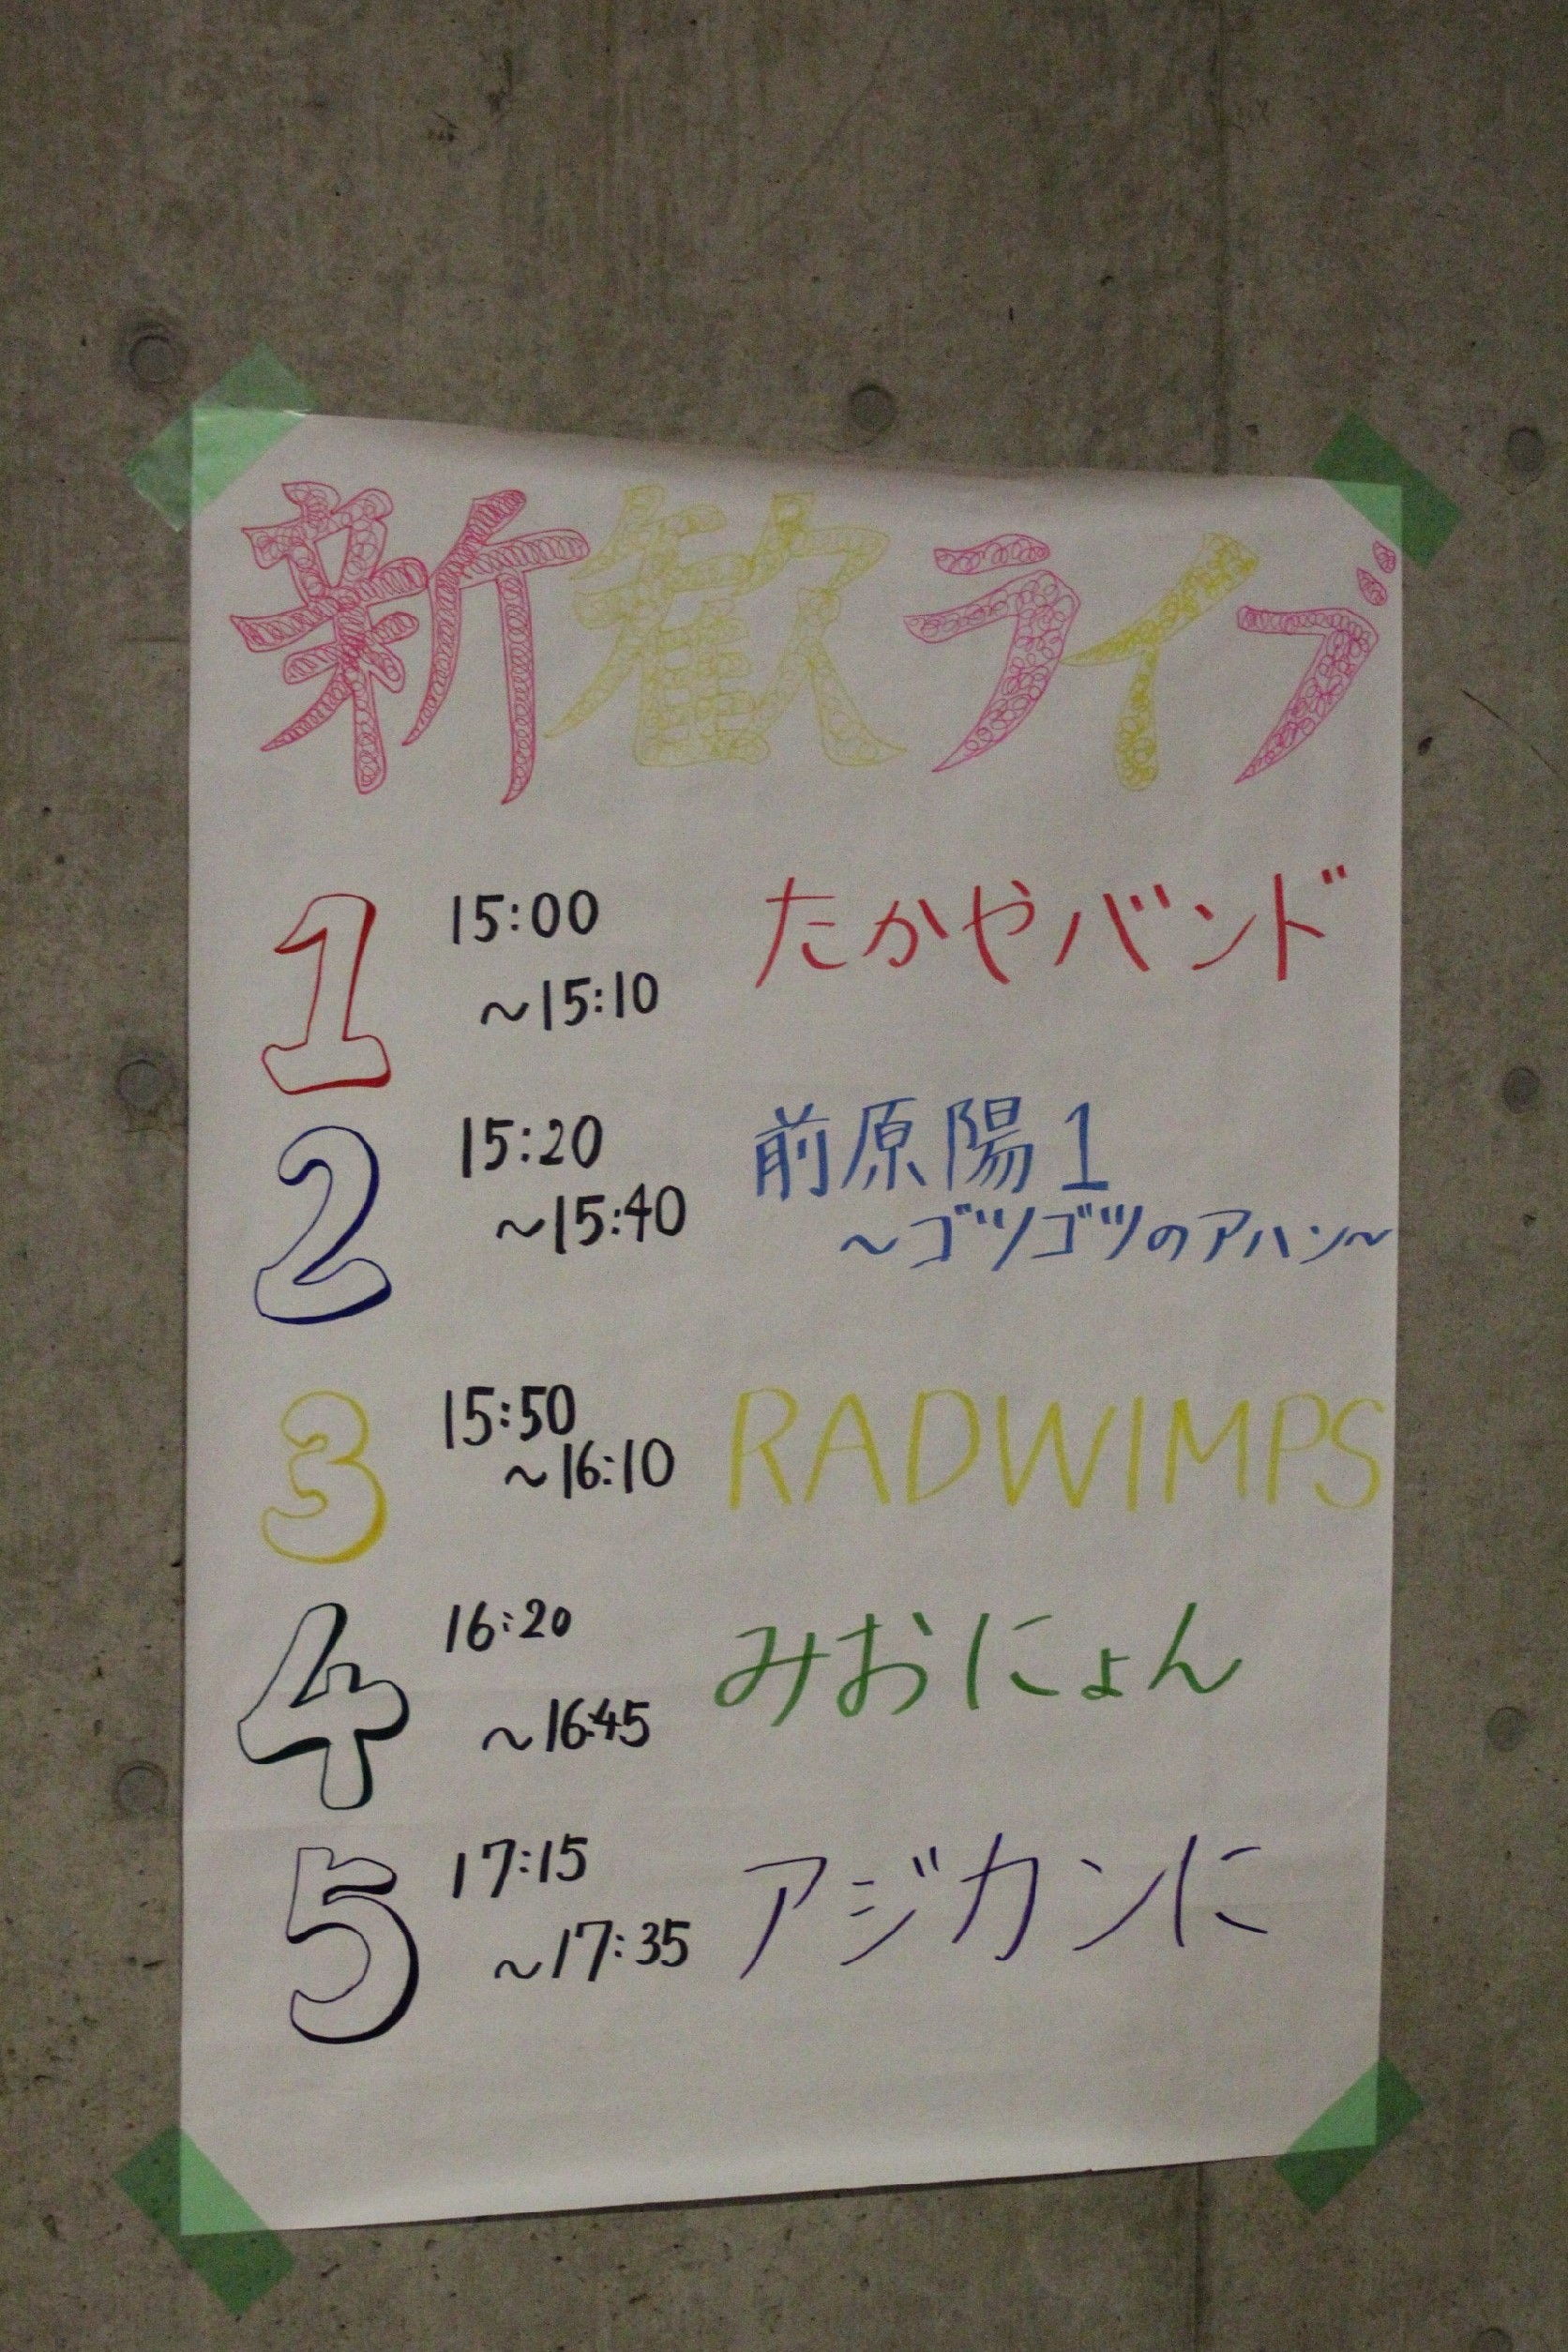 新歓ライブ
1 15:00 たかやバンド
~15:10
2 15:20 前原陽1
~15:40 ~ゴツゴツのアハン~
3 15:50 RADWIMPS
~16:10
4 16:20 みおにょん
~16:45
5 17:15 アジカンに
~17:35